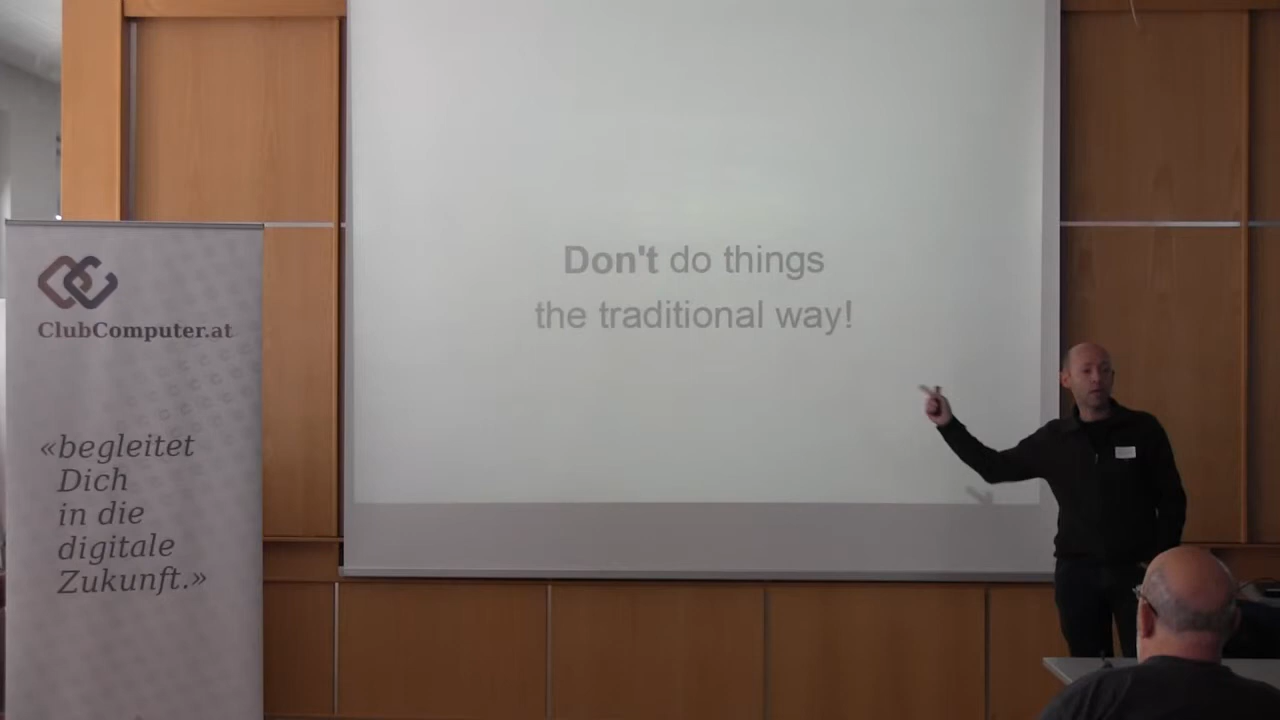 Don't do things
the traditional way!
ClubComputer.at
«begleitet
Dich
in die
digitale
Zukunft.»